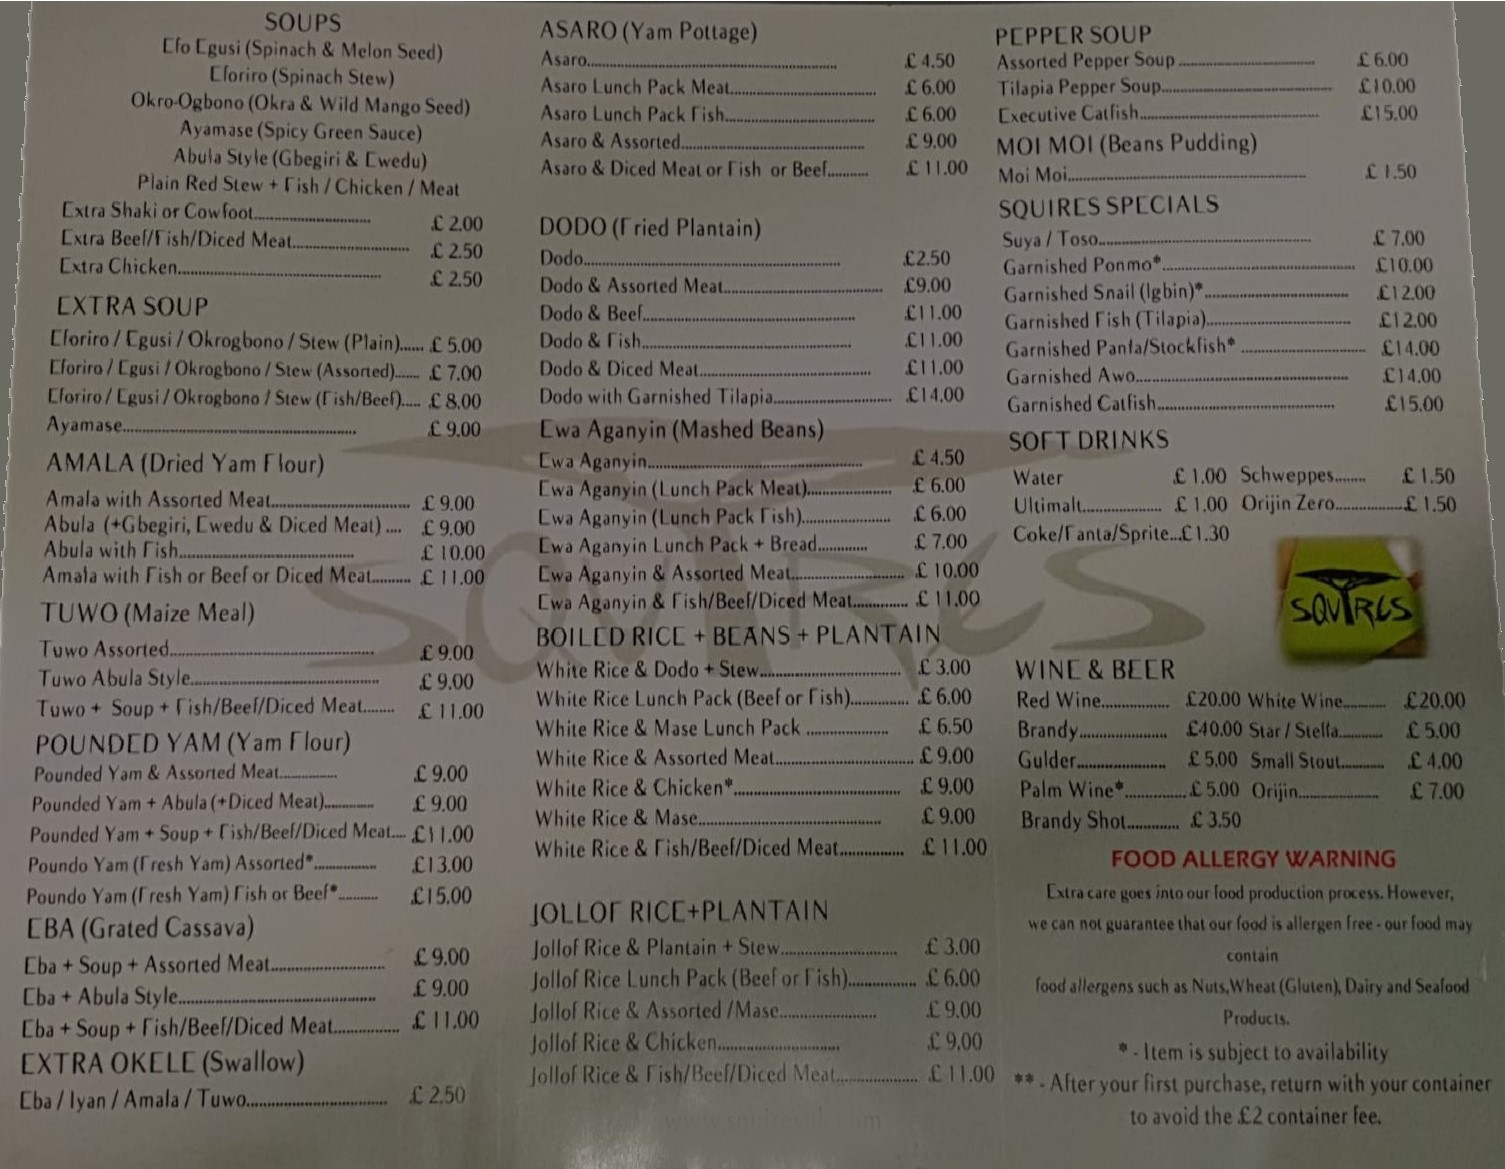 SOUPS
Efo Egusi (Spinach & Melon Seed)
Eforiro (Spinach Stew)
Okro-Ogbono (Okra & Wild Mango Seed)
Ayamase (Spicy Green Sauce)
Abula Style (Gbegiri & Ewedu)
Plain Red Stew + Fish / Chicken / Meat
Extra Shaki or Cowfoot £ 2.00
Extra Beef/Fish/Diced Meat £ 2.50
Extra Chicken £ 2.50
EXTRA SOUP
Eforiro / Egusi / Okrogbono / Stew (Plain) £ 5.00
Eforiro / Egusi / Okrogbono / Stew (Assorted) £ 7.00
Eforiro / Egusi / Okrogbono / Stew (Fish/Beef) £ 8.00
Ayamase £ 9.00
AMALA (Dried Yam Flour)
Amala with Assorted Meat £ 9.00
Abula (+Gbegiri, Ewedu & Diced Meat) £ 9.00
Abula with Fish £ 10.00
Amala with Fish or Beef or Diced Meat £ 11.00
TUWO (Maize Meal)
Tuwo Assorted £ 9.00
Tuwo Abula Style £ 9.00
Tuwo + Soup + Fish/Beef/Diced Meat £ 11.00
POUNDED YAM (Yam Flour)
Pounded Yam & Assorted Meat £ 9.00
Pounded Yam + Abula (+Diced Meat) £ 9.00
Pounded Yam + Soup + Fish/Beef/Diced Meat £11.00
Poundo Yam (Fresh Yam) Assorted* £13.00
Poundo Yam (Fresh Yam) Fish or Beef* £15.00
EBA (Grated Cassava)
Eba + Soup + Assorted Meat £ 9.00
Eba + Abula Style £ 9.00
Eba + Soup + Fish/Beef/Diced Meat £ 11.00
EXTRA OKELE (Swallow)
Eba / Iyan / Amala / Tuwo £ 2.50
ASARO (Yam Pottage)
Asaro £ 4.50
Asaro Lunch Pack Meat £ 6.00
Asaro Lunch Pack Fish £ 6.00
Asaro & Assorted £ 9.00
Asaro & Diced Meat or Fish or Beef £ 11.00
DODO (Fried Plantain)
Dodo £2.50
Dodo & Assorted Meat £9.00
Dodo & Beef £11.00
Dodo & Fish £11.00
Dodo & Diced Meat £11.00
Dodo with Garnished Tilapia £14.00
Ewa Aganyin (Mashed Beans)
Ewa Aganyin £ 4.50
Ewa Aganyin (Lunch Pack Meat) £ 6.00
Ewa Aganyin (Lunch Pack Fish) £ 6.00
Ewa Aganyin Lunch Pack + Bread £ 7.00
Ewa Aganyin & Assorted Meat £ 10.00
Ewa Aganyin & Fish/Beef/Diced Meat £ 11.00
BOILED RICE + BEANS + PLANTAIN
White Rice & Dodo + Stew £ 3.00
White Rice Lunch Pack (Beef or Fish) £ 6.00
White Rice & Mase Lunch Pack £ 6.50
White Rice & Assorted Meat £ 9.00
White Rice & Chicken* £ 9.00
White Rice & Mase £ 9.00
White Rice & Fish/Beef/Diced Meat £ 11.00
JOLLOF RICE+PLANTAIN
Jollof Rice & Plantain + Stew £ 3.00
Jollof Rice Lunch Pack (Beef or Fish) £ 6.00
Jollof Rice & Assorted /Mase £ 9.00
Jollof Rice & Chicken £ 9.00
Jollof Rice & Fish/Beef/Diced Meat £ 11.00
PEPPER SOUP
Assorted Pepper Soup £ 6.00
Tilapia Pepper Soup £10.00
Executive Catfish £15.00
MOI MOI (Beans Pudding)
Moi Moi £ 1.50
SQUIRES SPECIALS
Suya / Toso £ 7.00
Garnished Ponmo* £10.00
Garnished Snail (Igbin)* £12.00
Garnished Fish (Tilapia) £12.00
Garnished Panla/Stockfish* £14.00
Garnished Awo £14.00
Garnished Catfish £15.00
SOFT DRINKS
Water £ 1.00 Schweppes £ 1.50
Ultimalt £ 1.00 Orijin Zero £ 1.50
Coke/Fanta/Sprite £1.30
SQUIRES
WINE & BEER
Red Wine £20.00 White Wine £20.00
Brandy £40.00 Star / Stella £ 5.00
Gulder £ 5.00 Small Stout £ 4.00
Palm Wine* £ 5.00 Orijin £ 7.00
Brandy Shot £ 3.50
FOOD ALLERGY WARNING
Extra care goes into our food production process. However,
we can not guarantee that our food is allergen free - our food may
contain
food allergens such as Nuts,Wheat (Gluten), Dairy and Seafood
Products.
* - Item is subject to availability
** - After your first purchase, return with your container
to avoid the £2 container fee.
SQUIRES